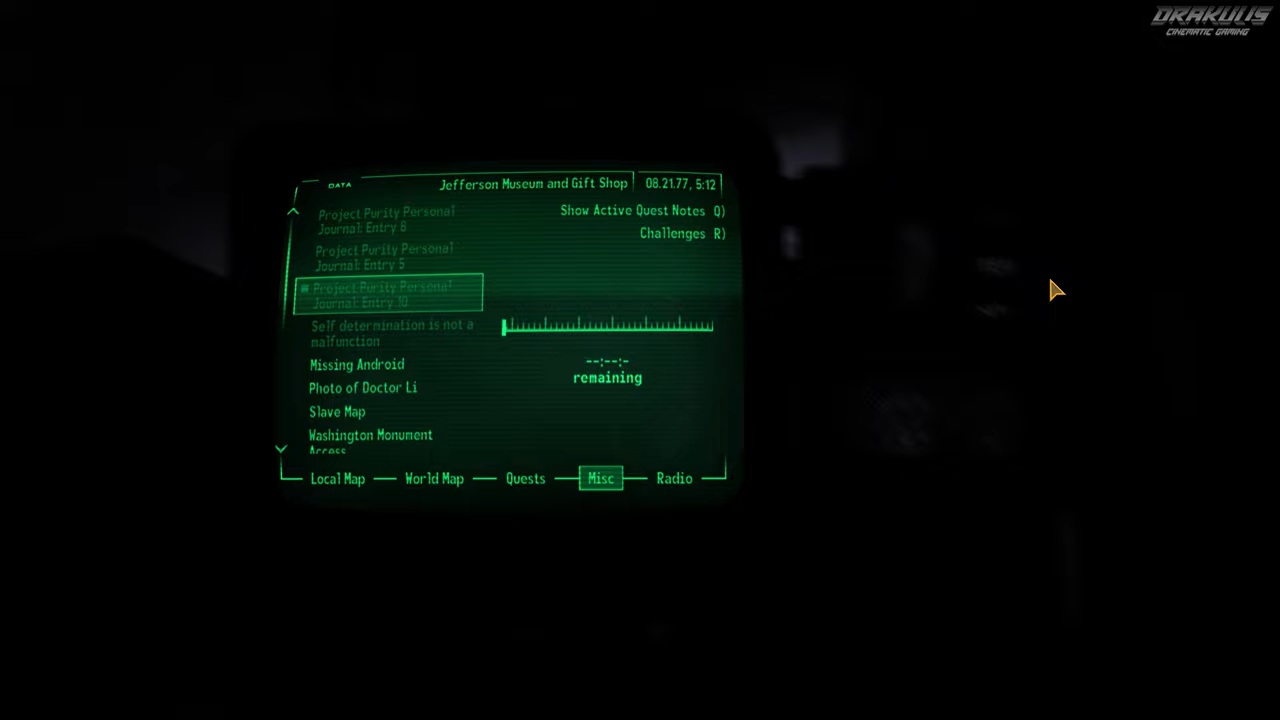 DRAKULIS
CINEMATIC GAMING
DATA
Jefferson Museum and Gift Shop
08.21.77, 5:12
Project Purity Personal
Journal: Entry 6
Show Active Quest Notes Q)
Challenges R)
Project Purity Personal
Journal: Entry 5
Project Purity Personal
Journal: Entry 10
Self determination is not a
malfunction
Missing Android
Photo of Doctor Li
Slave Map
Washington Monument
Access
--:--:-
remaining
Local Map
World Map
Quests
Misc
Radio